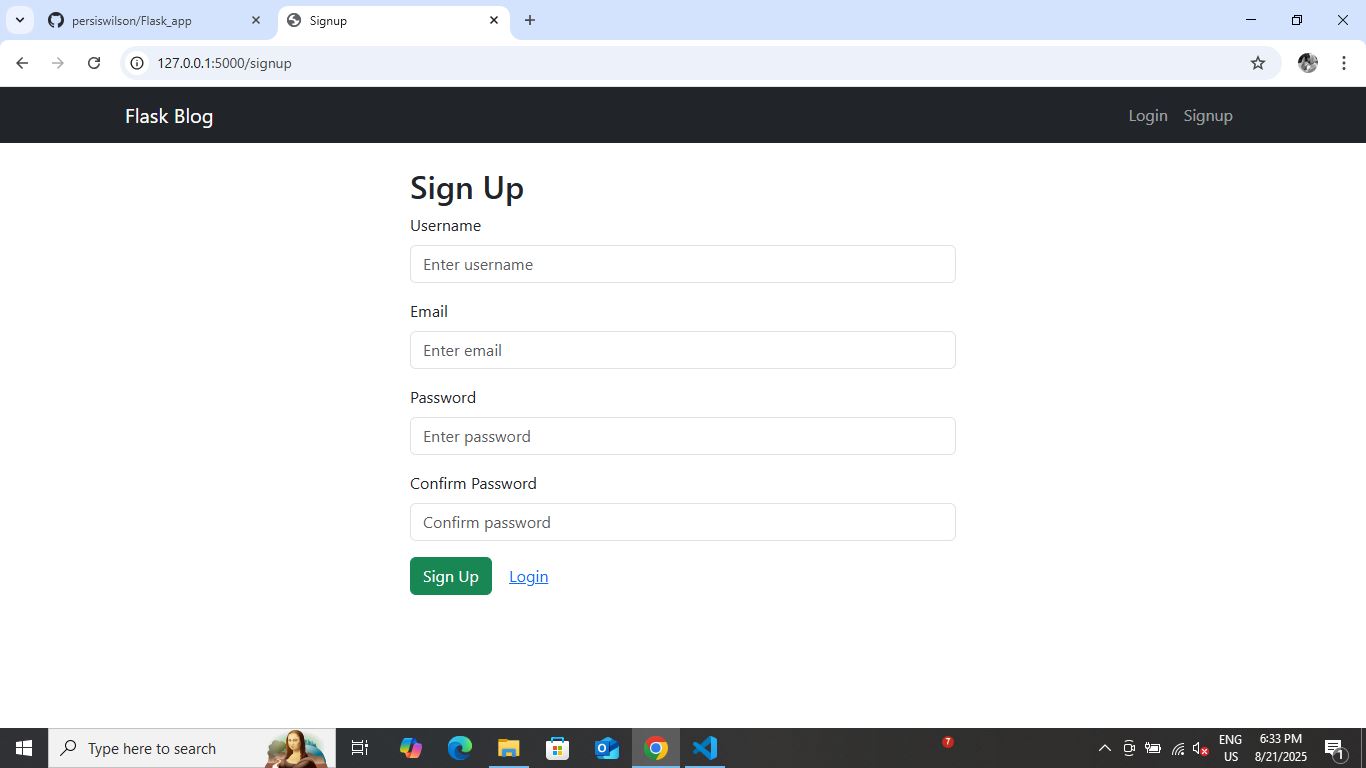 persiswilson/Flask_app
Signup
127.0.0.1:5000/signup
Flask Blog
Login Signup
Sign Up
Username
Enter username
Email
Enter email
Password
Enter password
Confirm Password
Confirm password
Sign Up Login
Type here to search
7
ENG
US
6:33 PM
8/21/2025
1